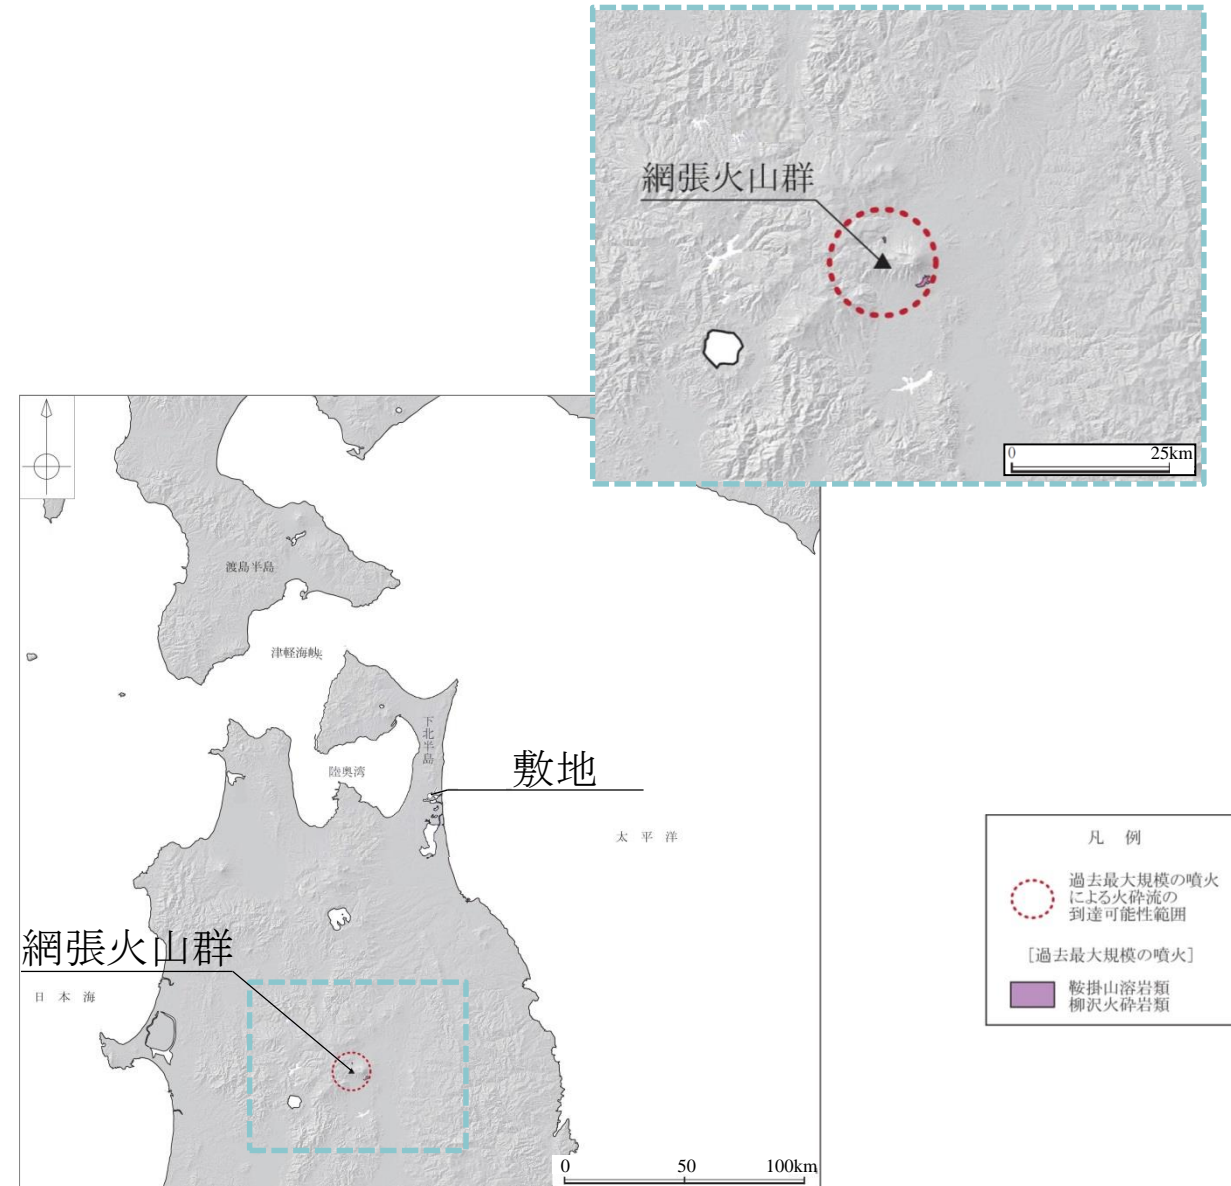 網張火山群
0 25km
渡島半島
津軽海峡
下北半島
陸奥湾
敷地
太平洋
網張火山群
日本海
0 50 100km
凡例
過去最大規模の噴火
による火砕流の
到達可能性範囲
[過去最大規模の噴火]
鞍掛山溶岩類
柳沢火砕岩類